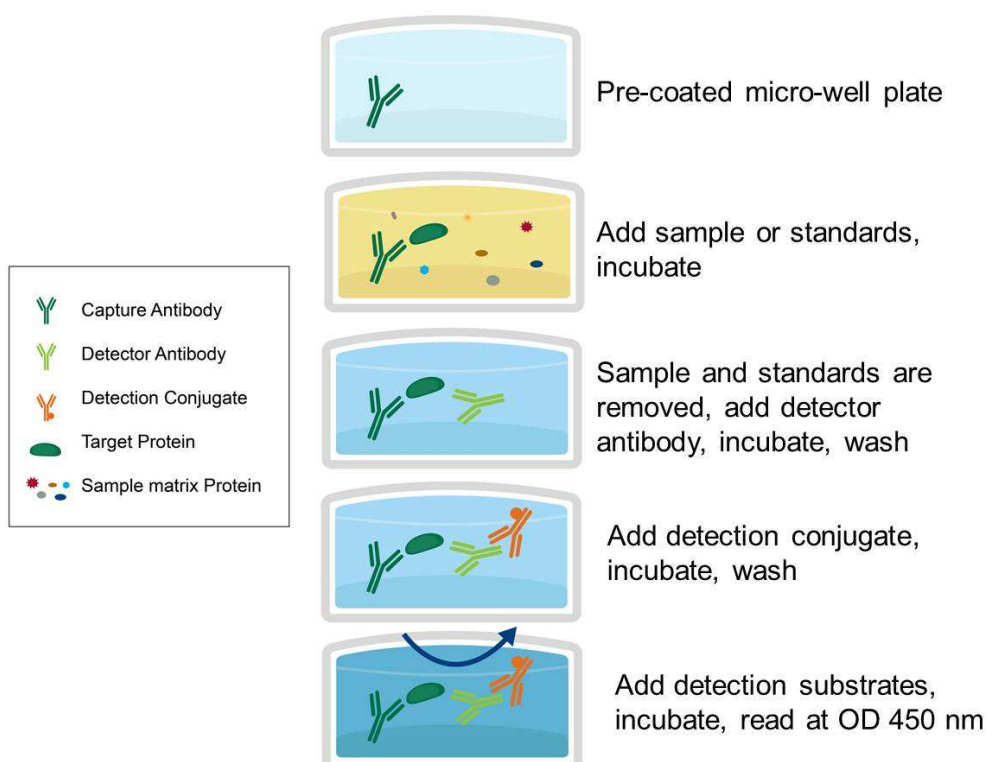 Pre-coated micro-well plate
Add sample or standards,
incubate
Capture Antibody
Detector Antibody
Detection Conjugate
Target Protein
Sample matrix Protein
Sample and standards are
removed, add detector
antibody, incubate, wash
Add detection conjugate,
incubate, wash
Add detection substrates,
incubate, read at OD 450 nm